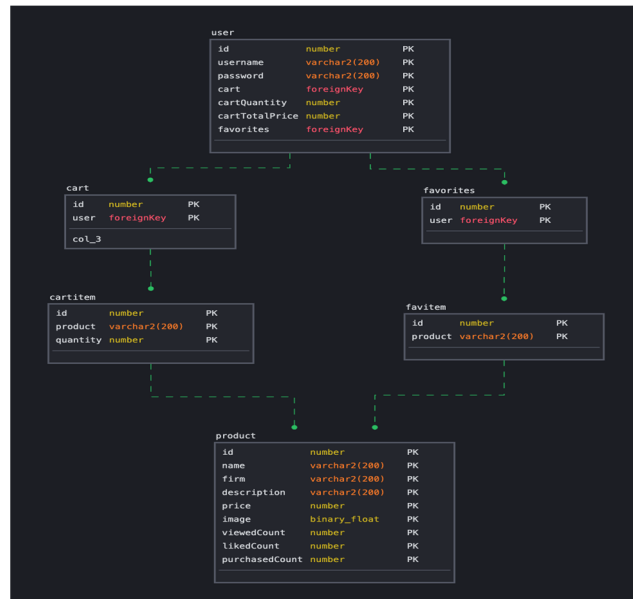 user
id number PK
username varchar2(200) PK
password varchar2(200) PK
cart foreignKey PK
cartQuantity number PK
cartTotalPrice number PK
favorites foreignKey PK
cart
id number PK
user foreignKey PK
col_3
favorites
id number PK
user foreignKey PK
cartitem
id number PK
product varchar2(200) PK
quantity number PK
favitem
id number PK
product varchar2(200) PK
product
id number PK
name varchar2(200) PK
firm varchar2(200) PK
description varchar2(200) PK
price number PK
image binary_float PK
viewedCount number PK
likedCount number PK
purchasedCount number PK